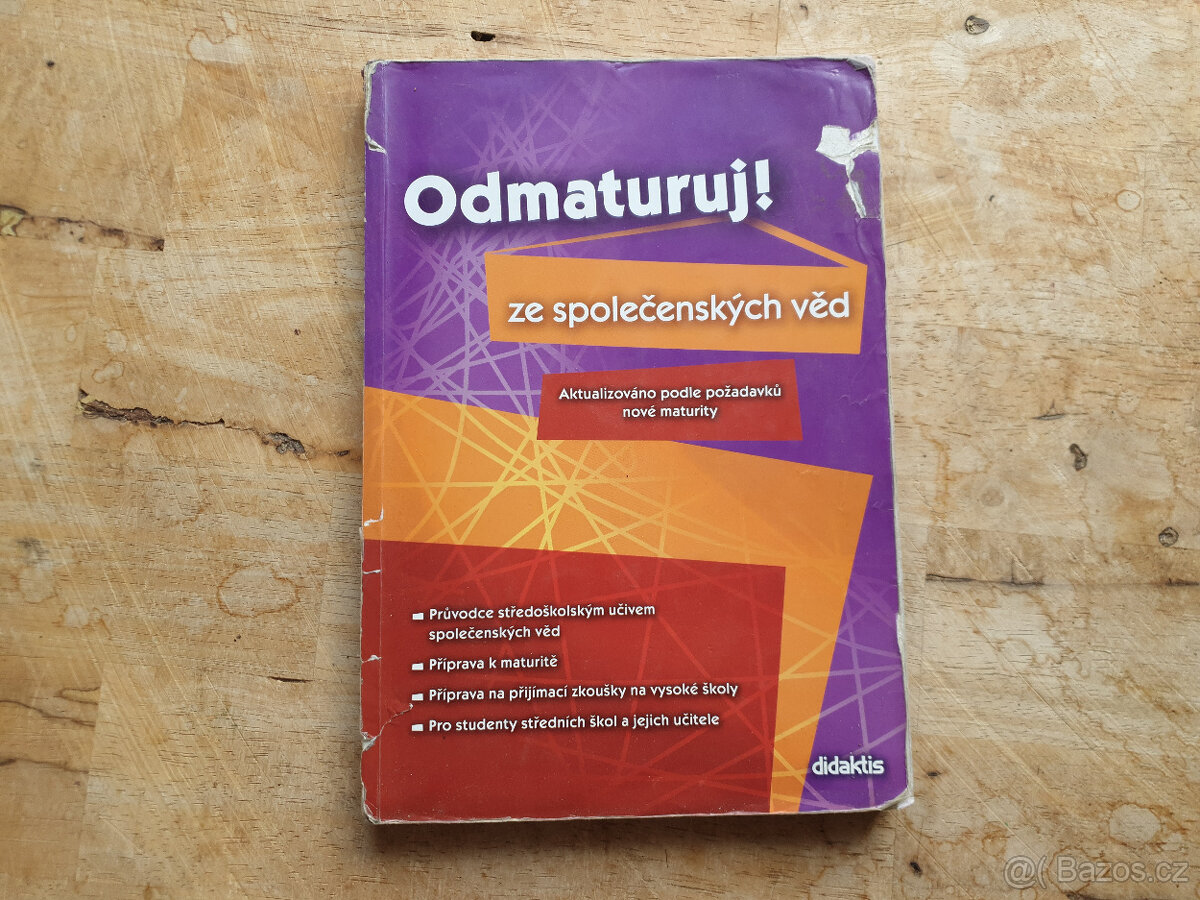 Odmaturuj!
ze společenských věd
Aktualizováno podle požadavků
nové maturity
Průvodce středoškolským učivem
společenských věd
Příprava k maturitě
Příprava na přijímací zkoušky na vysoké školy
Pro studenty středních škol a jejich učitele
didaktis
@( Bazos.cz